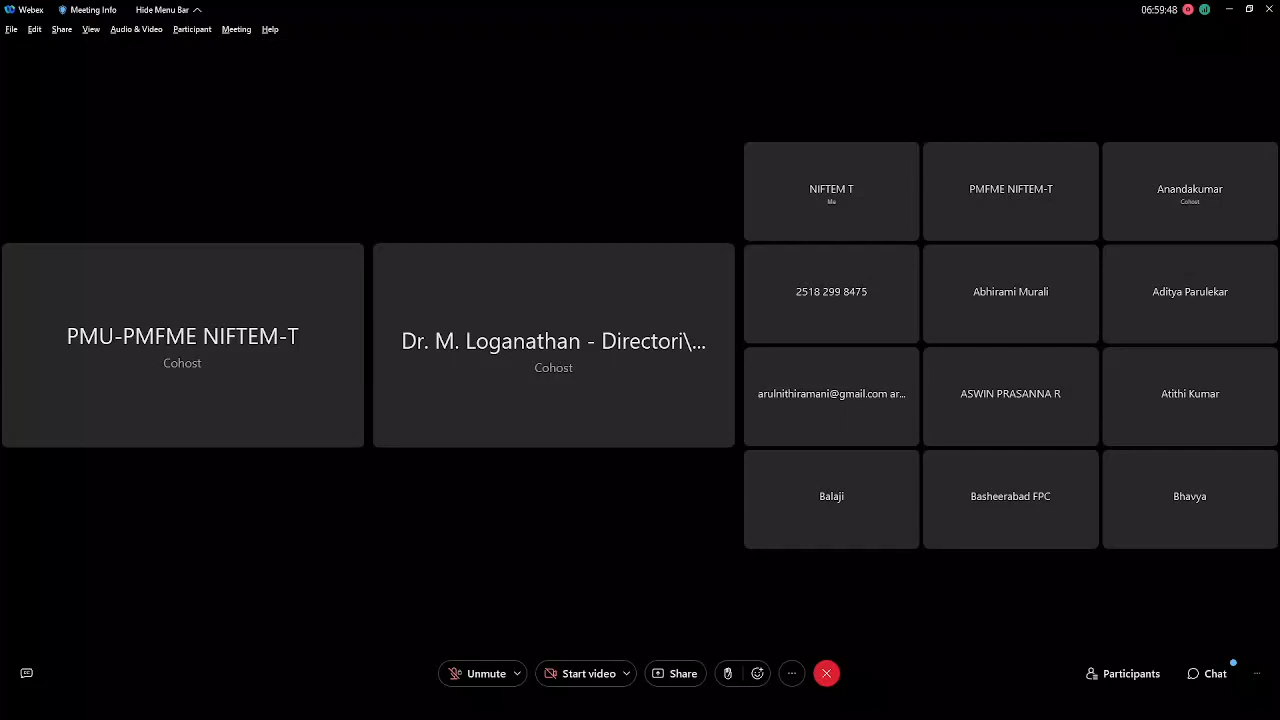 Webex Meeting Info Hide Menu Bar 06:59:48
File Edit Share View Audio & Video Participant Meeting Help
NIFTEM T
Me
PMFME NIFTEM-T
Anandakumar
Cohost
PMU-PMFME NIFTEM-T
Cohost
Dr. M. Loganathan - Directori\...
Cohost
2518 299 8475
Abhirami Murali
Aditya Parulekar
arulnithiramani@gmail.com ar...
ASWIN PRASANNA R
Atithi Kumar
Balaji
Basheerabad FPC
Bhavya
Unmute Start video Share Participants Chat